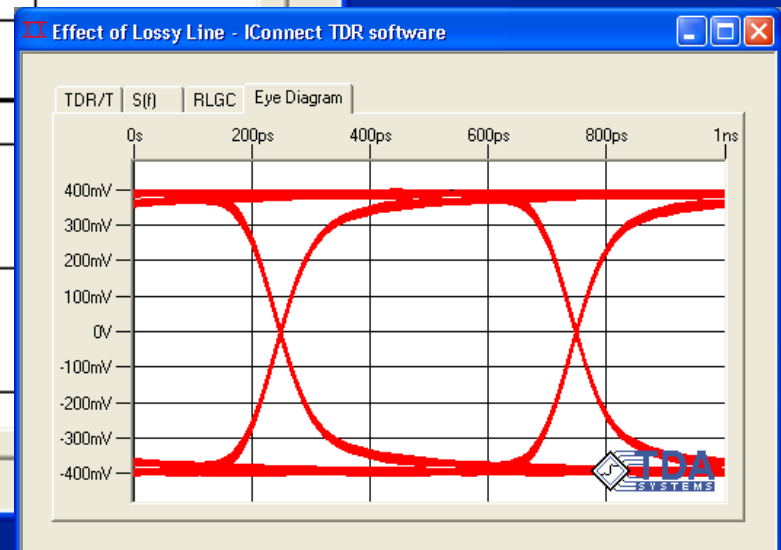 Effect of Lossy Line - IConnect TDR software
TDR/T S(f) RLGC Eye Diagram
0s 200ps 400ps 600ps 800ps 1ns
400mV
300mV
200mV
100mV
0V
-100mV
-200mV
-300mV
-400mV
TDA
SYSTEMS